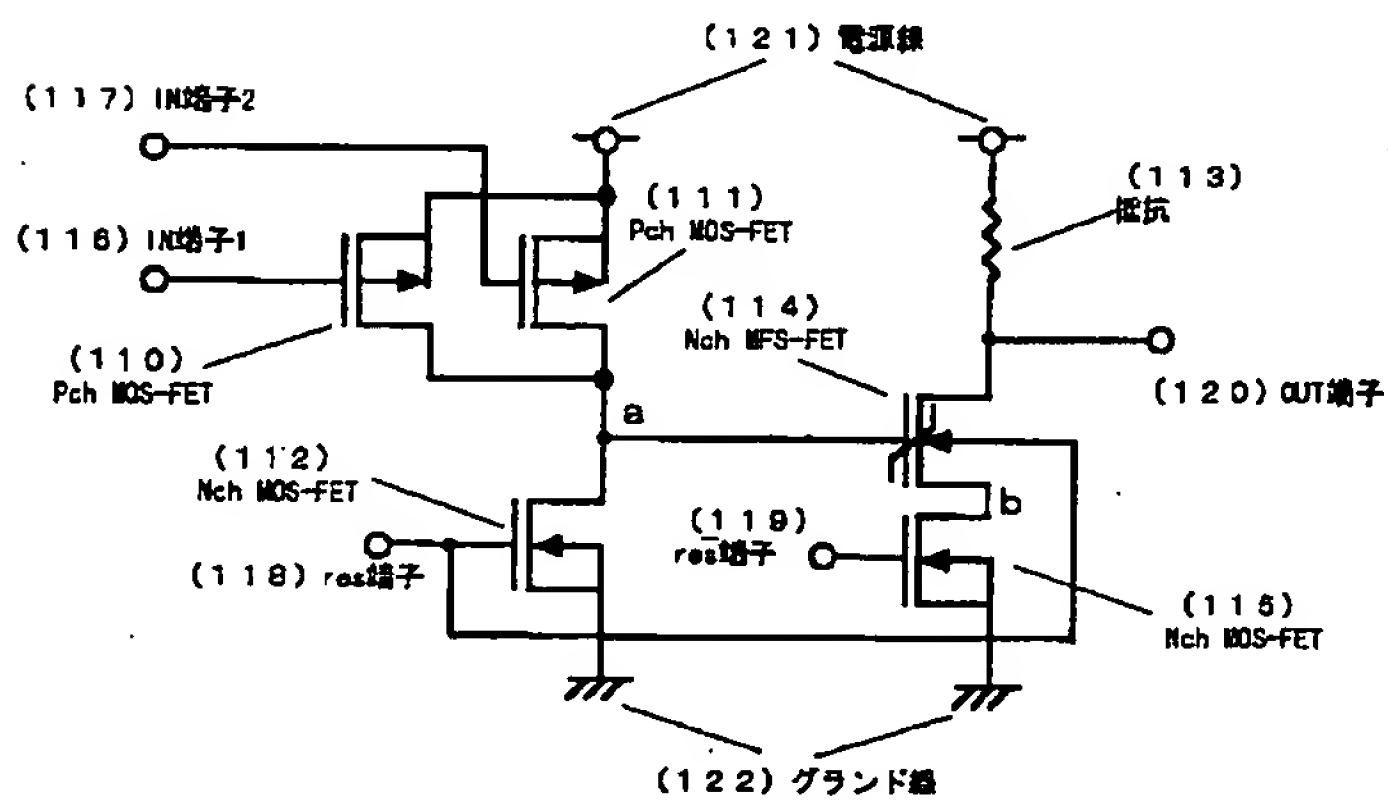 (121) 電源線
(117) IN端子2
(111)
Pch MOS-FET
(113)
抵抗
(116) IN端子1
(114)
Nch MFS-FET
(110)
Pch MOS-FET
(120) OUT端子
a
(112)
Nch MOS-FET
b
(119)
res端子
(118) res端子
(115)
Nch MOS-FET
(122) グランド線